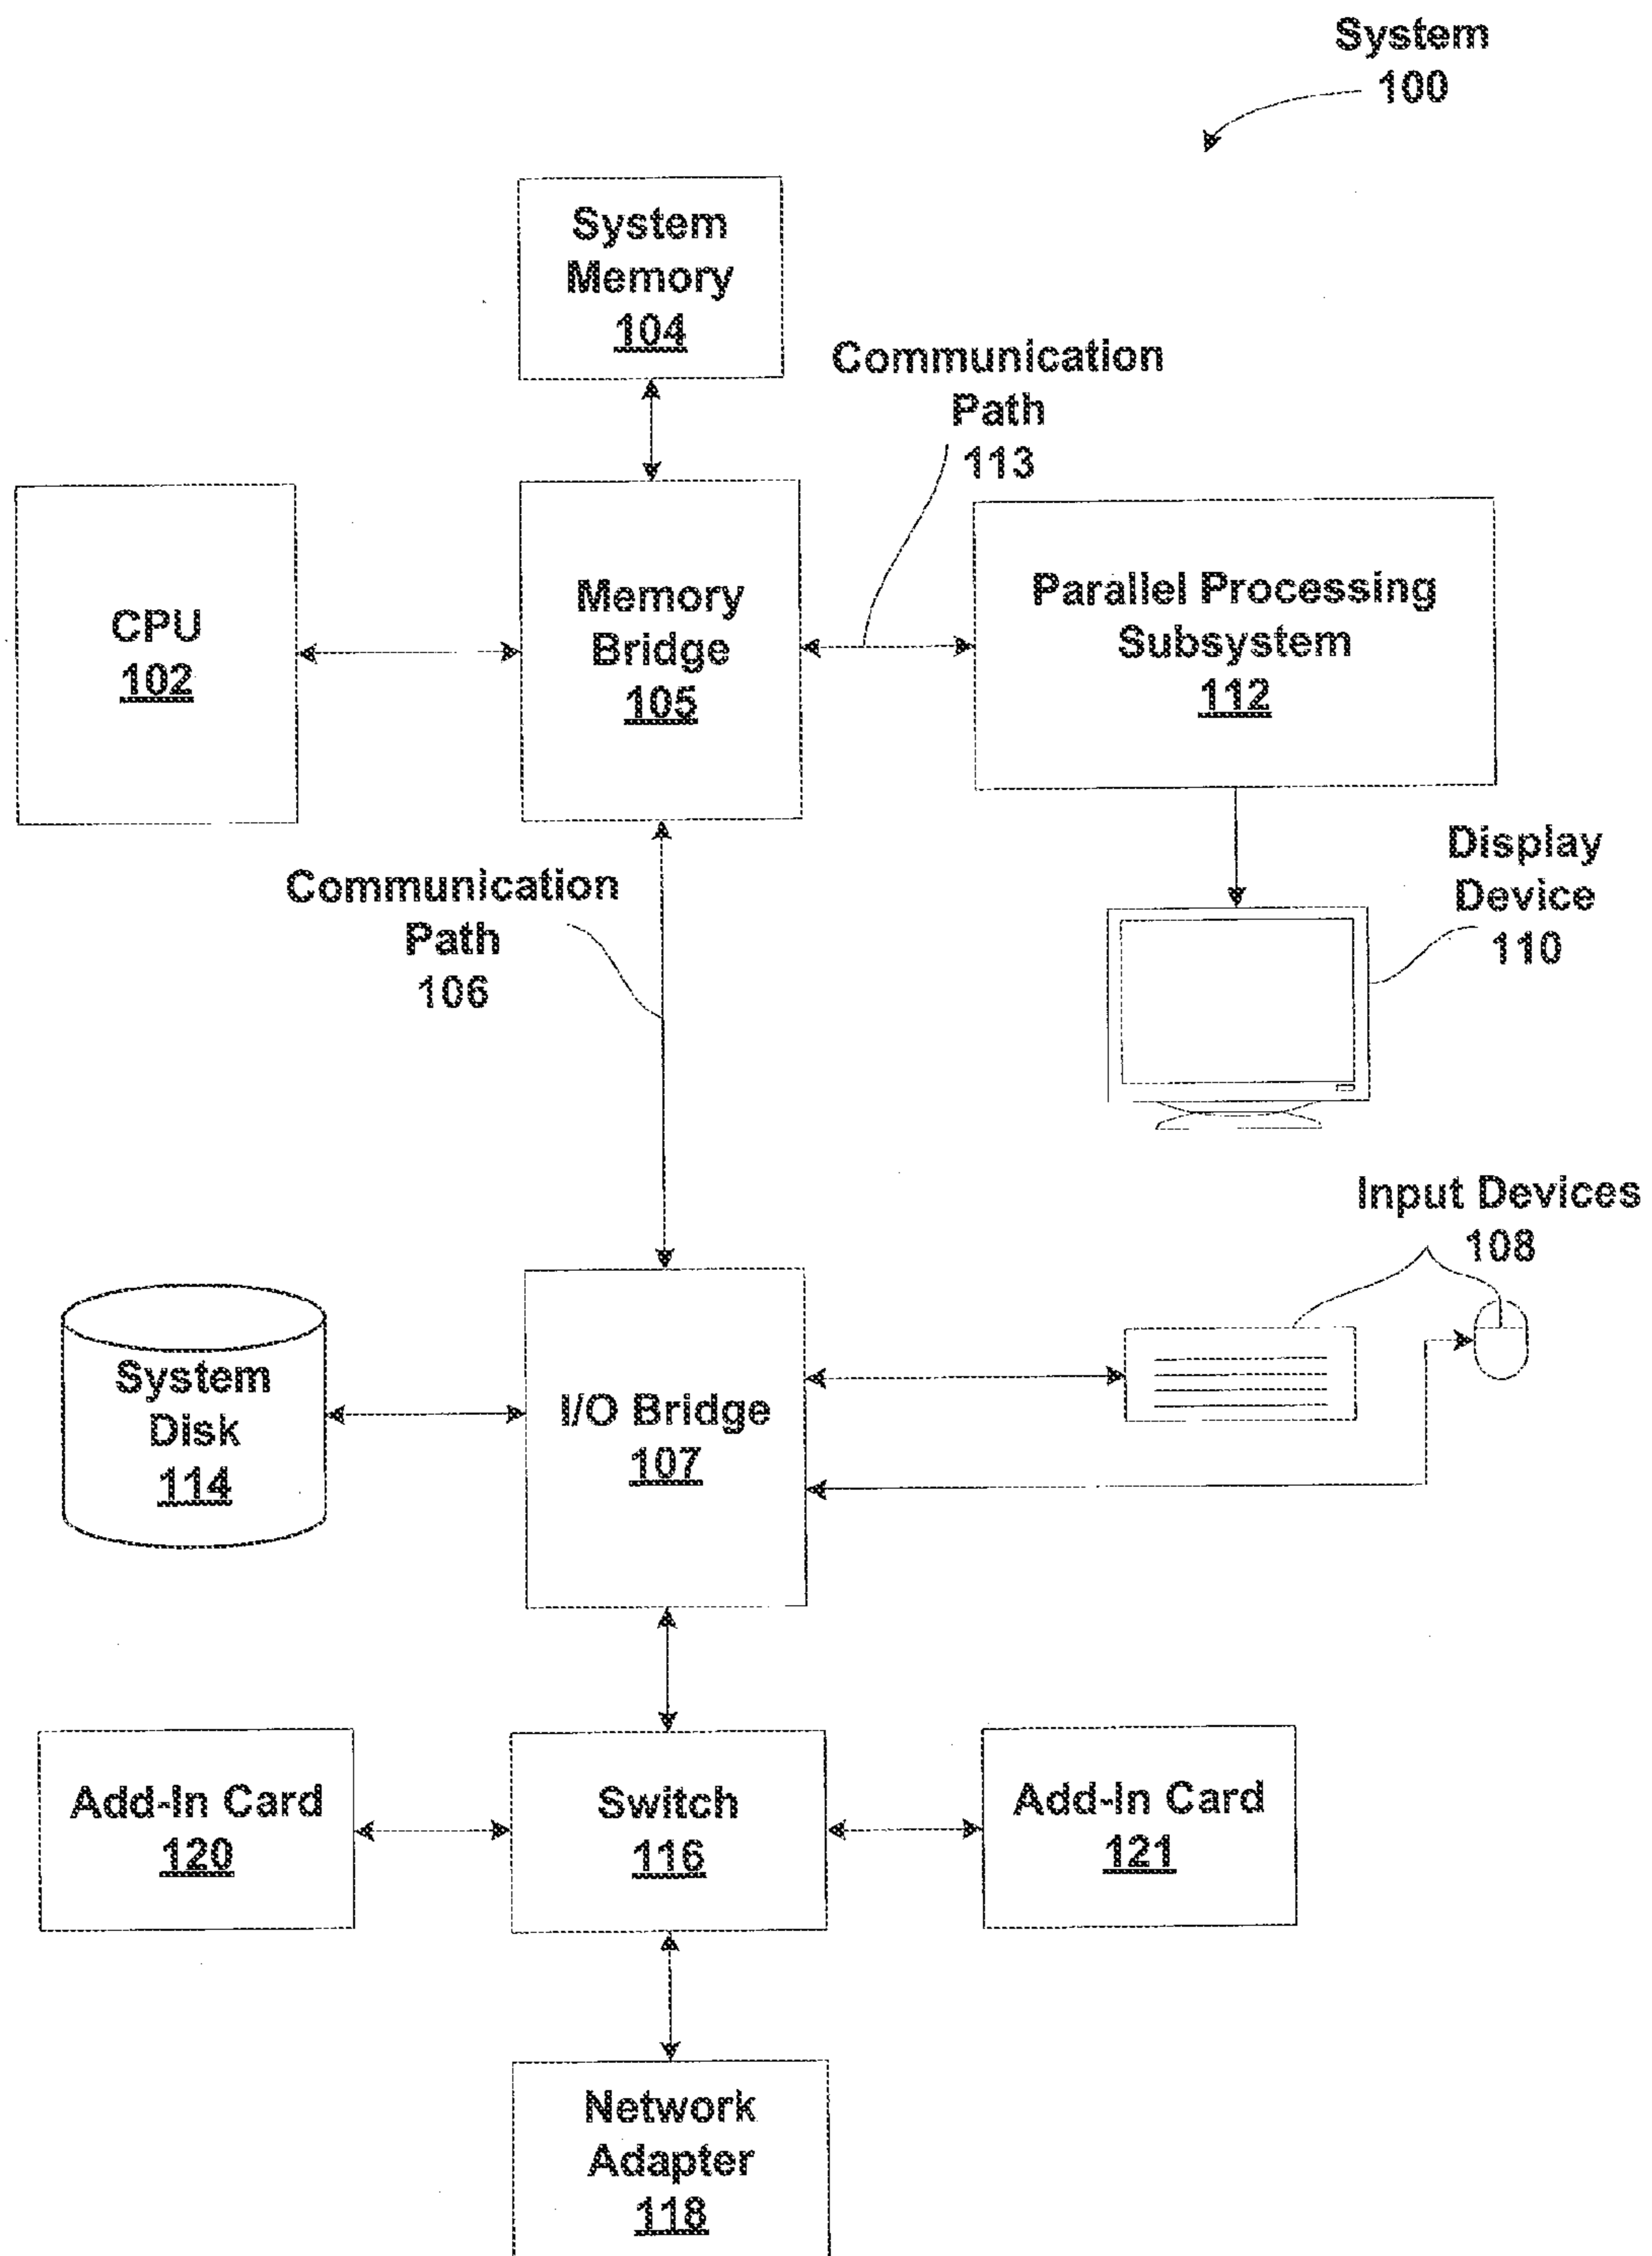 System
100
System
Memory
104
Communication
Path
113
CPU
102
Memory
Bridge
105
Parallel Processing
Subsystem
112
Communication
Path
106
Display
Device
110
Input Devices
108
System
Disk
114
I/O Bridge
107
Add-In Card
120
Switch
116
Add-In Card
121
Network
Adapter
118